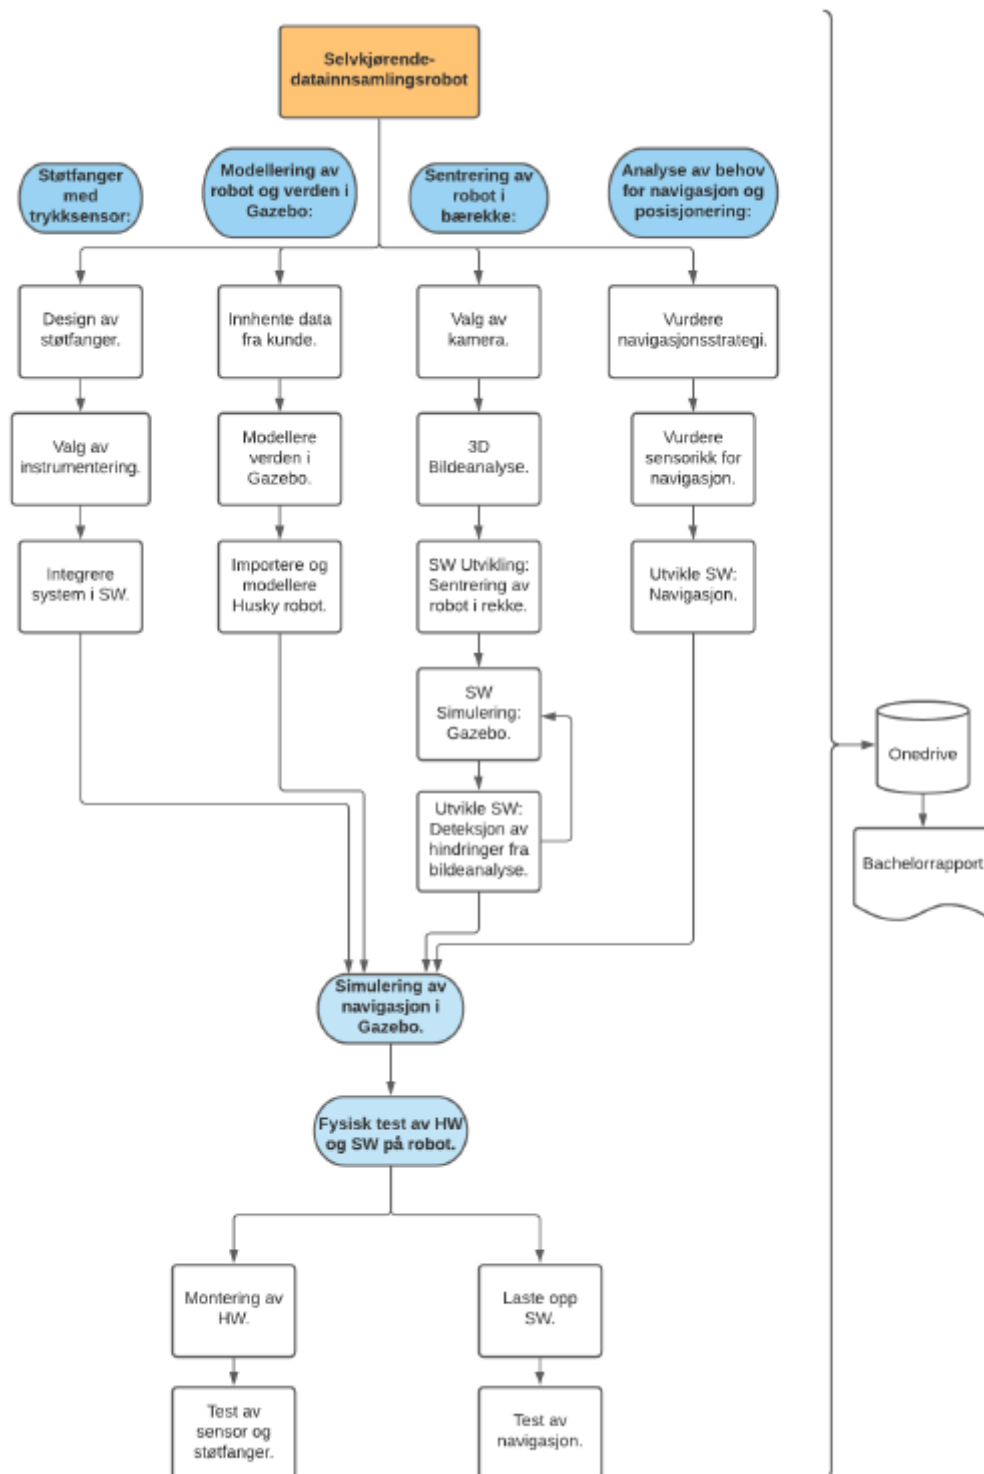 Selvkjørende-
datainnsamlingsrobot
Støtfanger
med
trykksensor:
Modellering av
robot og verden i
Gazebo:
Sentrering av
robot i
bærekke:
Analyse av behov
for navigasjon og
posisjonering:
Design av
støtfanger.
Innhente data
fra kunde.
Valg av
kamera.
Vurdere
navigasjonsstrategi.
Valg av
instrumentering.
Modellere
verden i
Gazebo.
3D
Bildeanalyse.
Vurdere
sensorikk for
navigasjon.
Integrere
system i SW.
Importere og
modellere
Husky robot.
SW Utvikling:
Sentrering av
robot i rekke.
Utvikle SW:
Navigasjon.
SW
Simulering:
Gazebo.
Utvikle SW:
Deteksjon av
hindringer fra
bildeanalyse.
Onedrive
Bachelorrapport
Simulering av
navigasjon i
Gazebo.
Fysisk test av HW
og SW på robot.
Montering av
HW.
Laste opp
SW.
Test av
sensor og
støtfanger.
Test av
navigasjon.